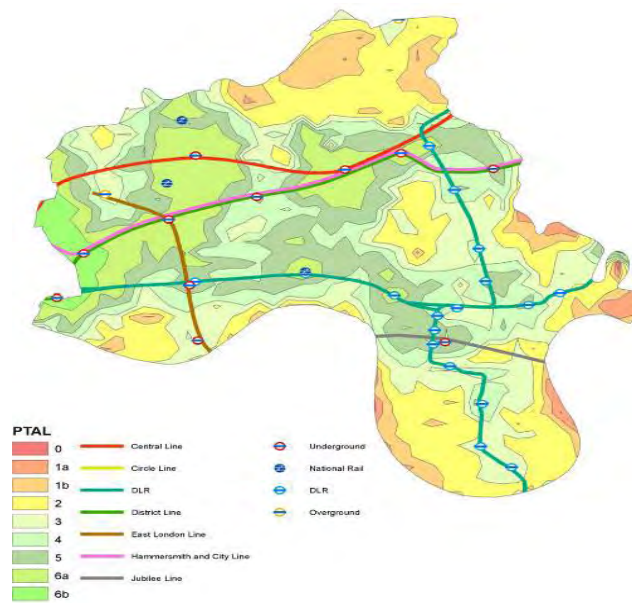 PTAL
0
1a
1b
2
3
4
5
6a
6b
Central Line
Circle Line
DLR
District Line
East London Line
Hammersmith and City Line
Jubilee Line
Underground
National Rail
DLR
Overground